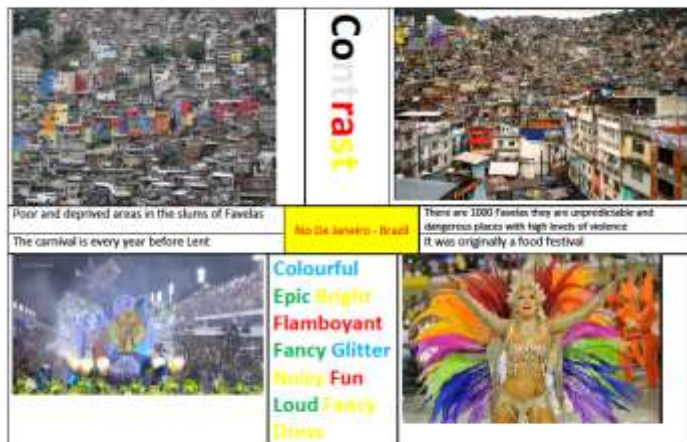 Contrast
Poor and deprived areas in the slums of Favelas
There are 1000 Favelas they are unpredictable and
dangerous places with high levels of violence
Rio De Janeiro - Brazil
The carnival is every year before Lent
It was originally a food festival
Colourful
Epic Bright
Flamboyant
Fancy Glitter
Noisy Fun
Loud Fancy
Dress